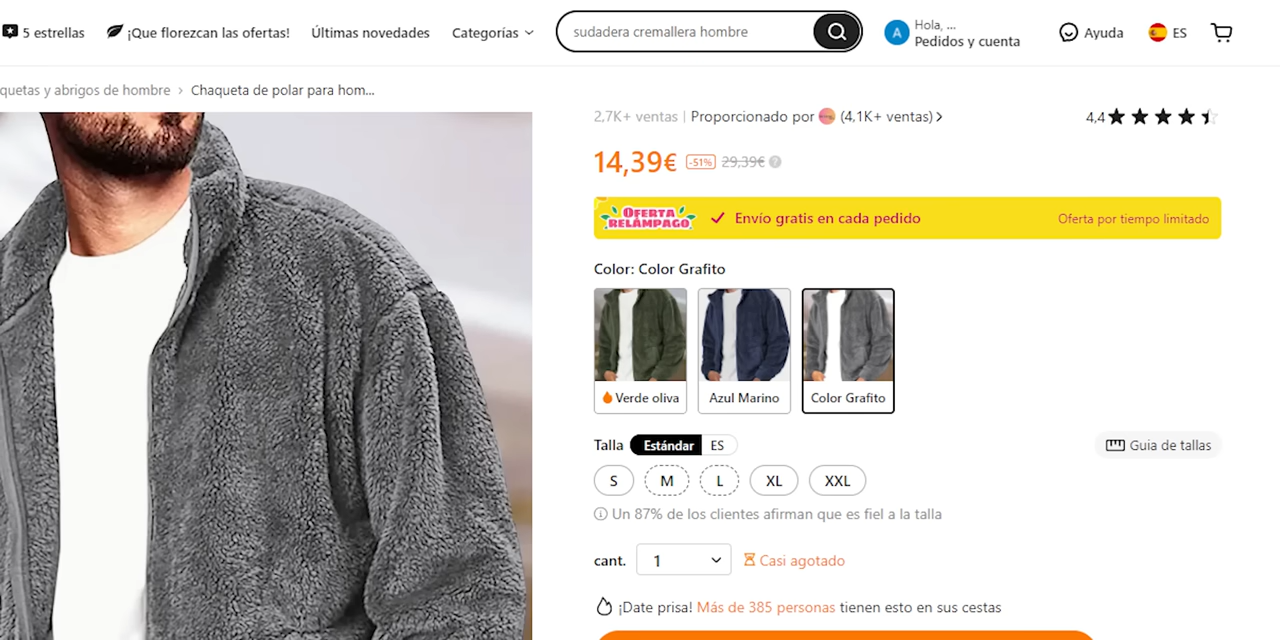 5 estrellas
¡Que florezcan las ofertas!
Últimas novedades
Categorías
sudadera cremallera hombre
Hola, ...
Pedidos y cuenta
Ayuda
ES
quetas y abrigos de hombre › Chaqueta de polar para hom...
2,7K+ ventas | Proporcionado por (4,1K+ ventas)
4,4
14,39€ -51% 29,39€
OFERTA
RELÁMPAGO
Envío gratis en cada pedido
Oferta por tiempo limitado
Color: Color Grafito
Verde oliva
Azul Marino
Color Grafito
Talla Estándar ES
Guia de tallas
S M L XL XXL
Un 87% de los clientes afirman que es fiel a la talla
cant. 1 Casi agotado
¡Date prisa! Más de 385 personas tienen esto en sus cestas